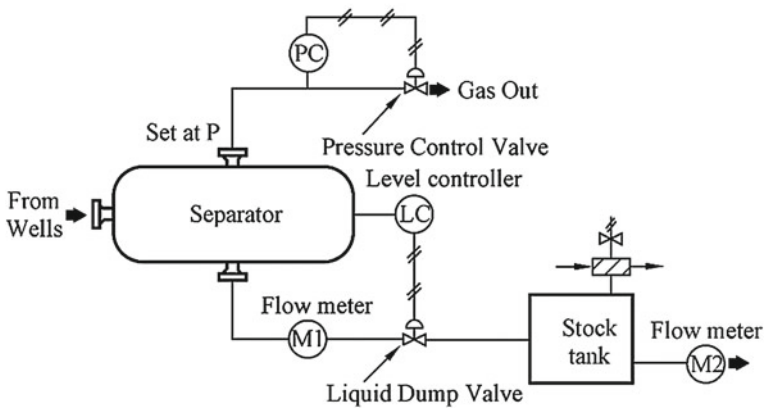 PC
Gas Out
Set at P
Pressure Control Valve
Level controller
From
Wells
Separator
LC
Flow meter
M1
Stock
tank
Flow meter
M2
Liquid Dump Valve